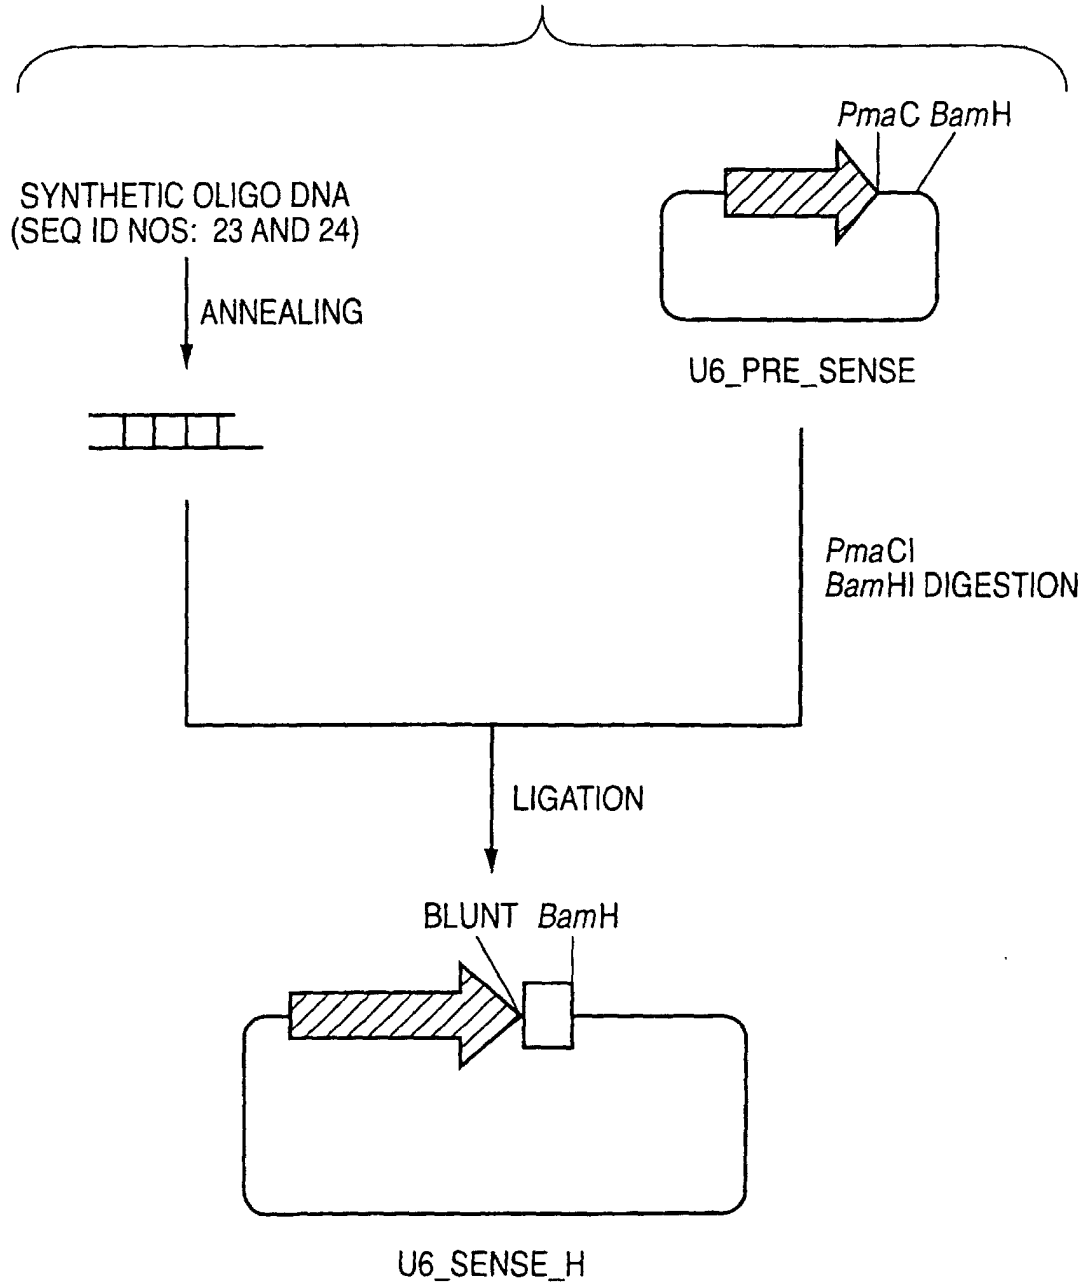 PmaC BamH
SYNTHETIC OLIGO DNA
(SEQ ID NOS: 23 AND 24)
ANNEALING
U6_PRE_SENSE
PmaCI
BamHI DIGESTION
LIGATION
BLUNT BamH
U6_SENSE_H